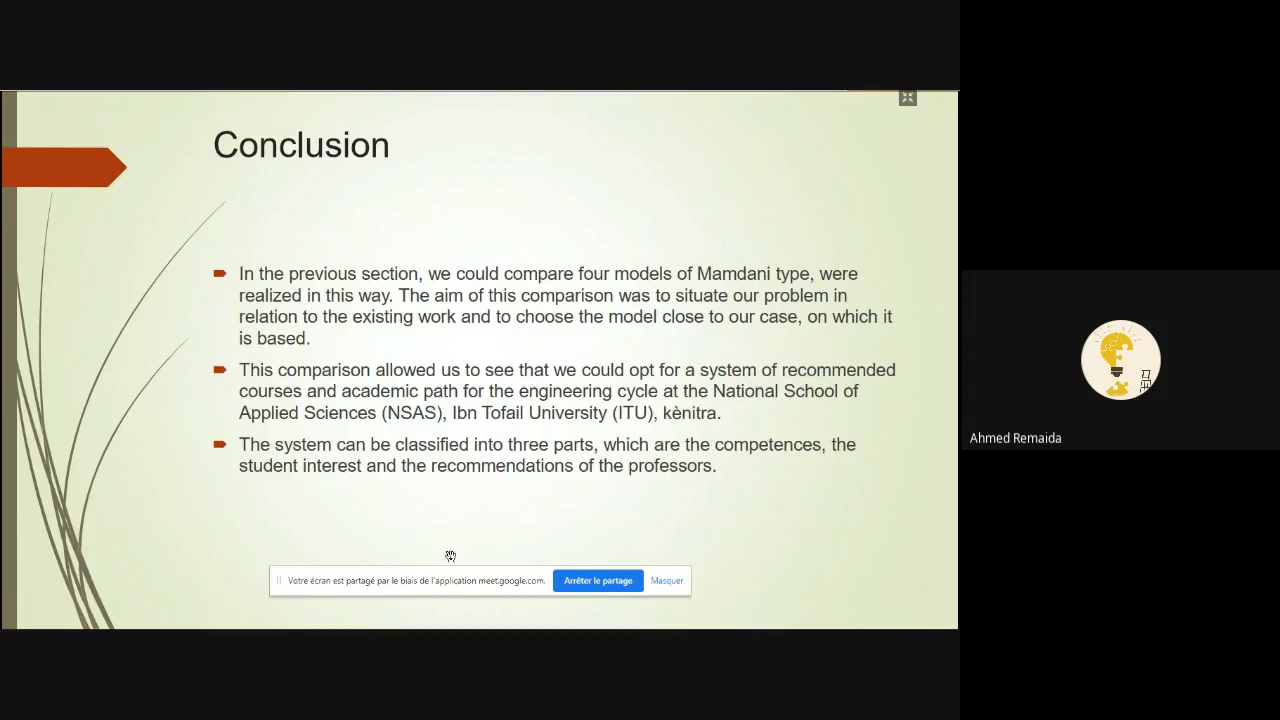 Conclusion
In the previous section, we could compare four models of Mamdani type, were
realized in this way. The aim of this comparison was to situate our problem in
relation to the existing work and to choose the model close to our case, on which it
is based.
This comparison allowed us to see that we could opt for a system of recommended
courses and academic path for the engineering cycle at the National School of
Applied Sciences (NSAS), Ibn Tofail University (ITU), kènitra.
The system can be classified into three parts, which are the competences, the
student interest and the recommendations of the professors.
Votre écran est partagé par le biais de l'application meet.google.com. Arrêter le partage Masquer
Ahmed Remaida